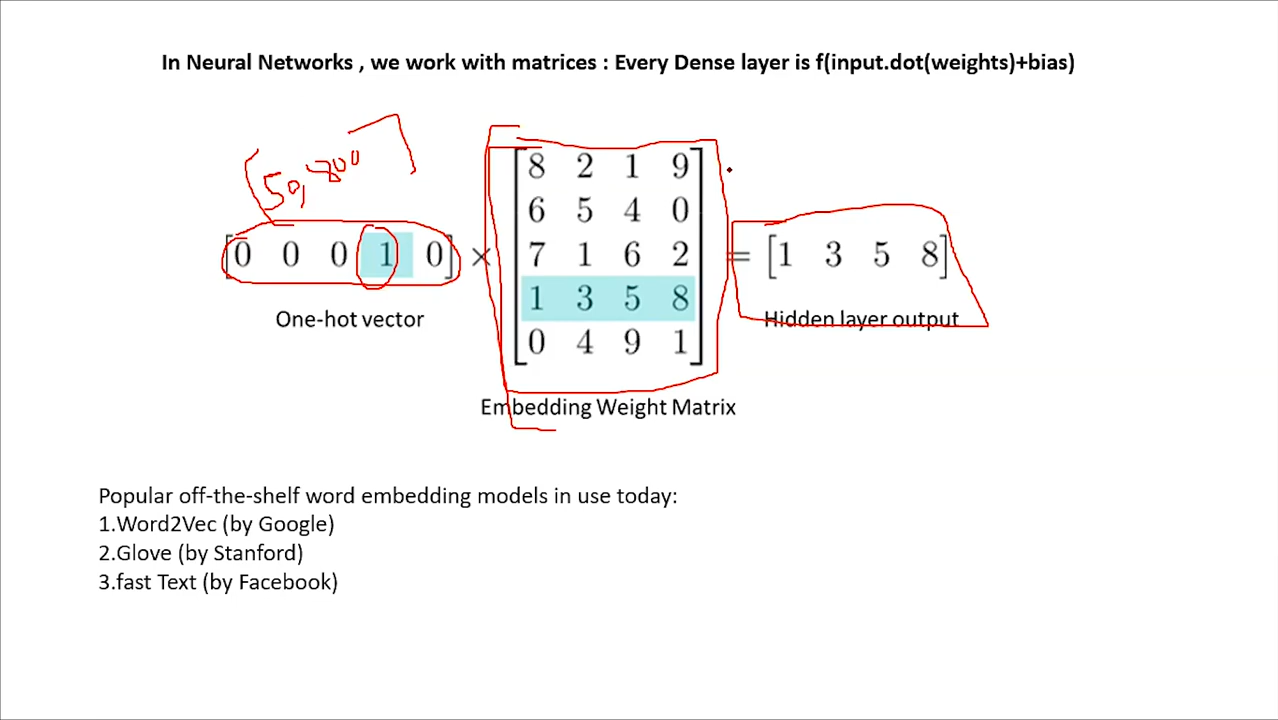 In Neural Networks , we work with matrices : Every Dense layer is f(input.dot(weights)+bias)
[0 0 0 1 0] × [8 2 1 9
6 5 4 0
7 1 6 2
1 3 5 8
0 4 9 1] = [1 3 5 8]
One-hot vector
Hidden layer output
Embedding Weight Matrix
Popular off-the-shelf word embedding models in use today:
1.Word2Vec (by Google)
2.Glove (by Stanford)
3.fast Text (by Facebook)